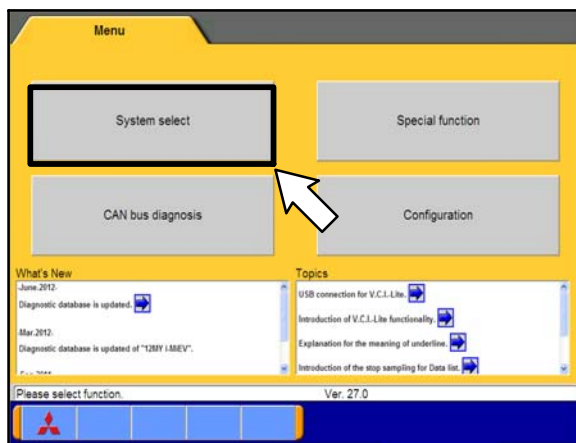 Menu
System select
Special function
CAN bus diagnosis
Configuration
What's New
-June.2012-
Diagnostic database is updated.
-Mar.2012-
Diagnostic database is updated of "12MY i-MiEV".
Topics
USB connection for V.C.I.-Lite.
Introduction of V.C.I.-Lite functionality.
Explanation for the meaning of underline.
Introduction of the stop sampling for Data list.
Please select function.
Ver. 27.0